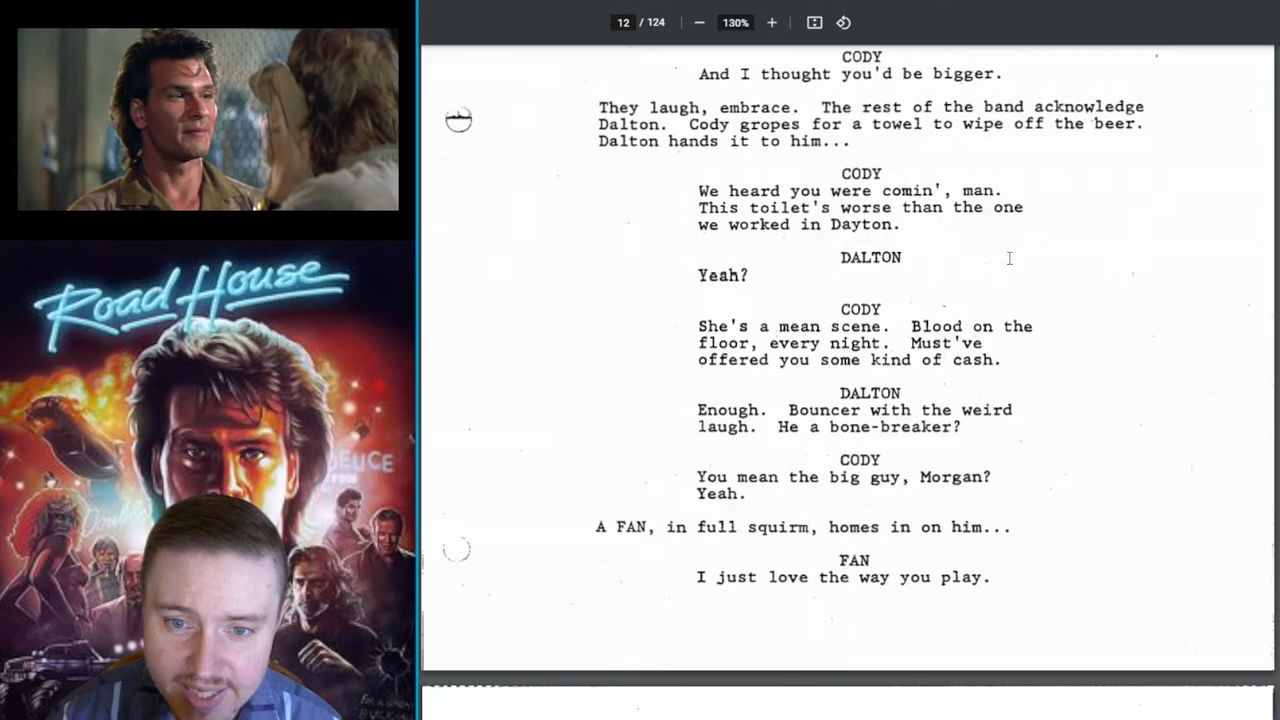 12 / 124
130%
CODY
And I thought you'd be bigger.
They laugh, embrace. The rest of the band acknowledge
Dalton. Cody gropes for a towel to wipe off the beer.
Dalton hands it to him...
CODY
We heard you were comin', man.
This toilet's worse than the one
we worked in Dayton.
DALTON
Yeah?
CODY
She's a mean scene. Blood on the
floor, every night. Must've
offered you some kind of cash.
DALTON
Enough. Bouncer with the weird
laugh. He a bone-breaker?
CODY
You mean the big guy, Morgan?
Yeah.
A FAN, in full squirm, homes in on him...
FAN
I just love the way you play.
Road House
Double
DEUCE